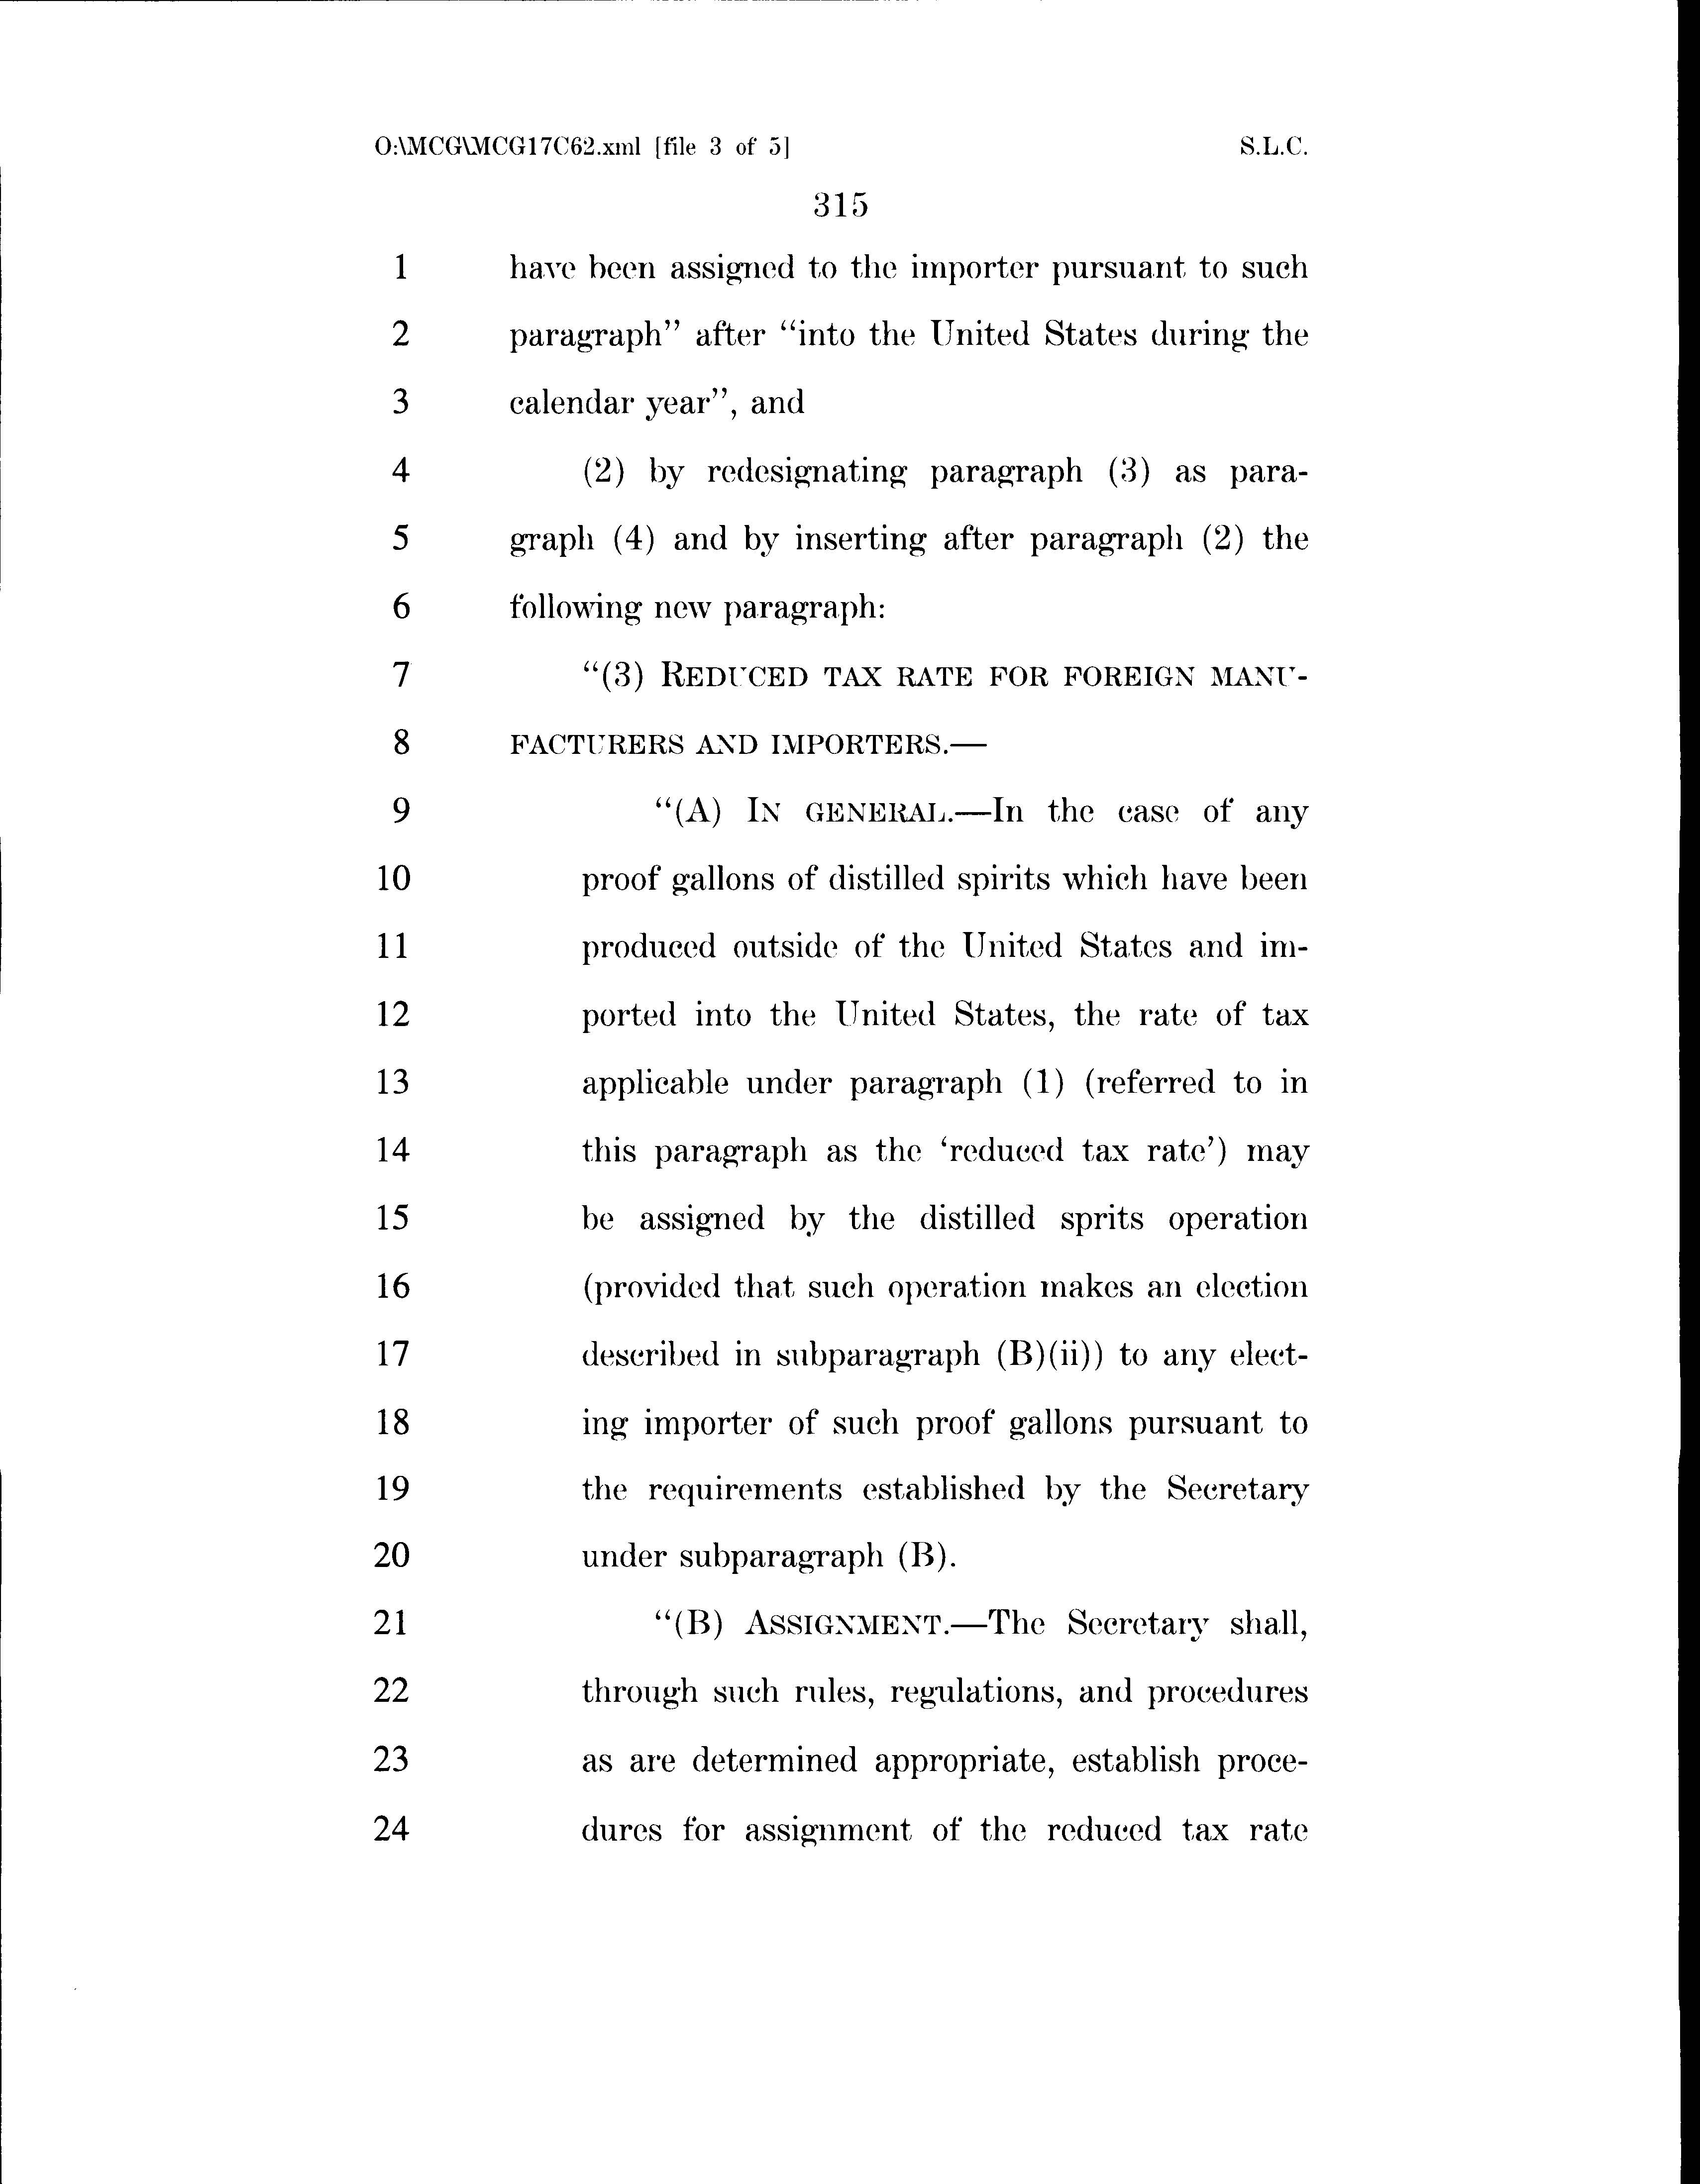 O:\MCG\MCG17C62.xml [file 3 of 5] S.L.C.
315
1 have been assigned to the importer pursuant to such
2 paragraph” after “into the United States during the
3 calendar year”, and
4 (2) by redesignating paragraph (3) as para-
5 graph (4) and by inserting after paragraph (2) the
6 following new paragraph:
7 “(3) REDUCED TAX RATE FOR FOREIGN MANU-
8 FACTURERS AND IMPORTERS.—
9 “(A) IN GENERAL.—In the case of any
10 proof gallons of distilled spirits which have been
11 produced outside of the United States and im-
12 ported into the United States, the rate of tax
13 applicable under paragraph (1) (referred to in
14 this paragraph as the ‘reduced tax rate’) may
15 be assigned by the distilled sprits operation
16 (provided that such operation makes an election
17 described in subparagraph (B)(ii)) to any elect-
18 ing importer of such proof gallons pursuant to
19 the requirements established by the Secretary
20 under subparagraph (B).
21 “(B) ASSIGNMENT.—The Secretary shall,
22 through such rules, regulations, and procedures
23 as are determined appropriate, establish proce-
24 dures for assignment of the reduced tax rate